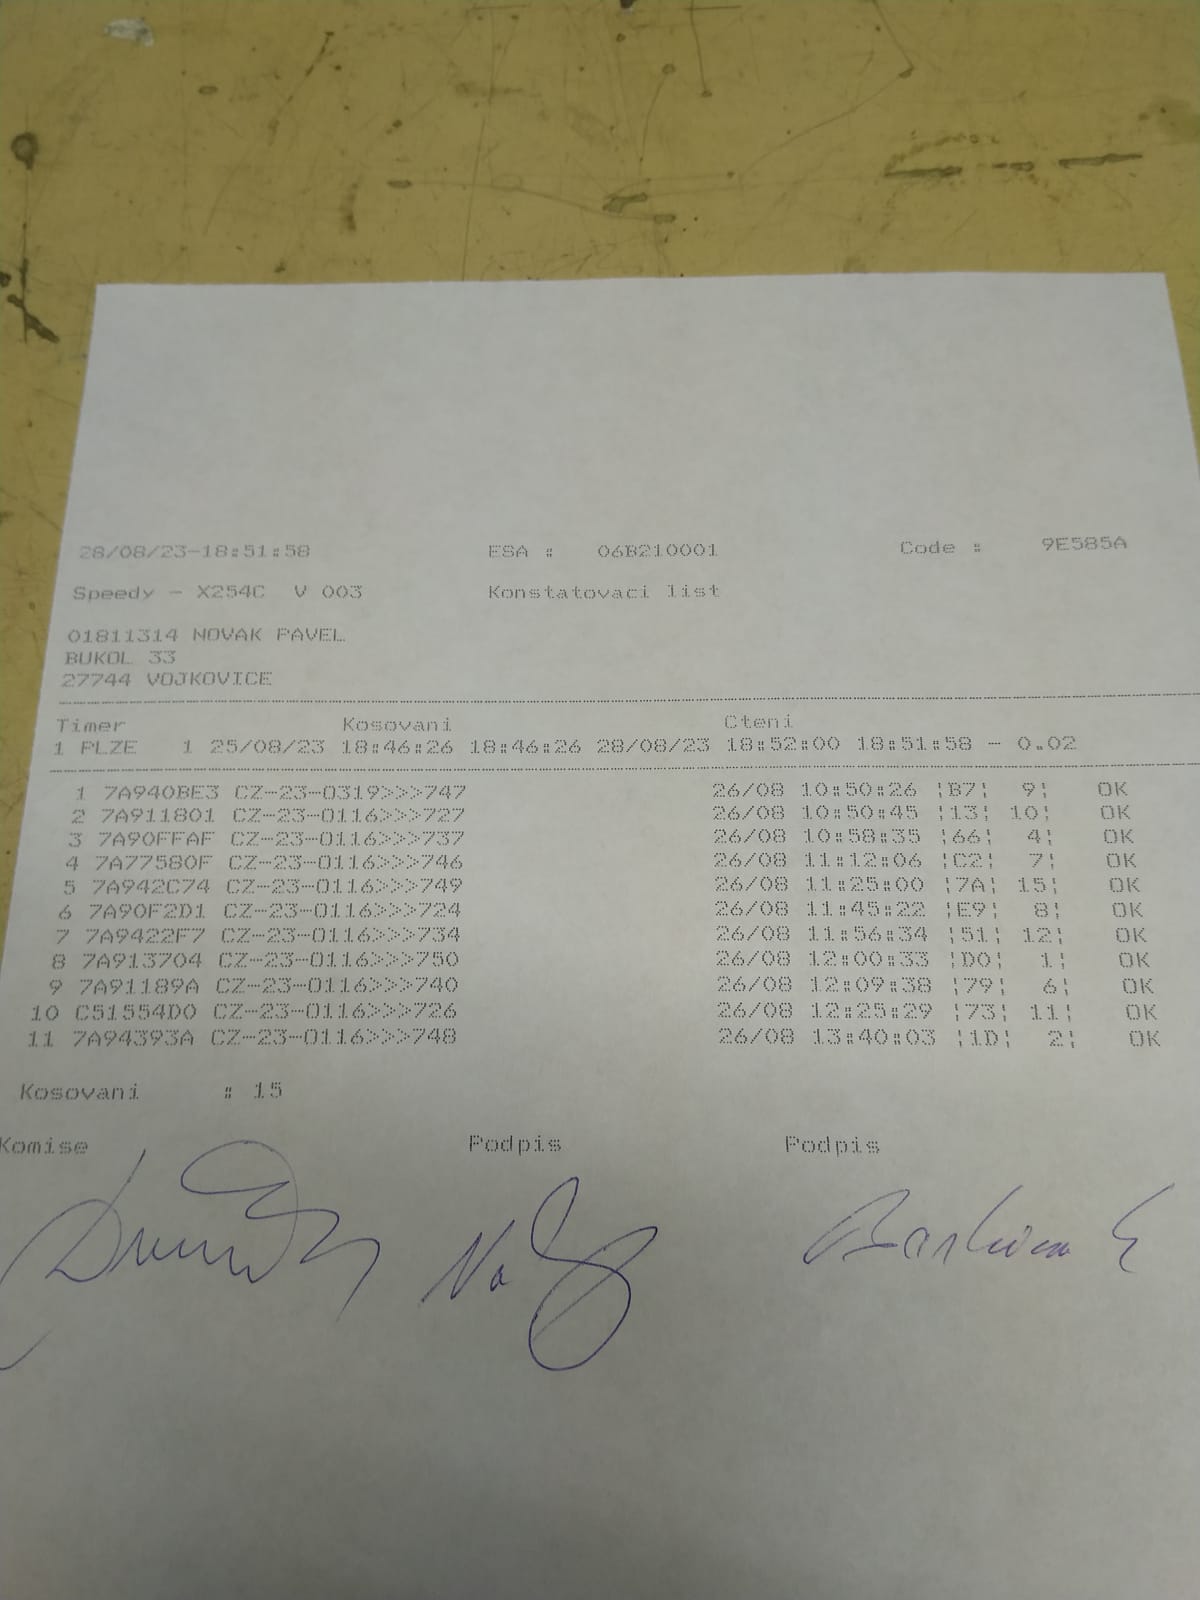 28/08/23-18:51:58 ESA : 06B210001 Code : 9E585A
Speedy - X254C V 003 Konstatovaci list
01811314 NOVAK PAVEL
BUKOL 33
27744 VOJKOVICE
Timer Kosovani Cteni
1 PLZE 1 25/08/23 18:46:26 18:46:26 28/08/23 18:52:00 18:51:58 - 0.02
1 7A940BE3 CZ-23-0319>>>747 26/08 10:50:26 ¦B7¦ 9¦ OK
2 7A911801 CZ-23-0116>>>727 26/08 10:50:45 ¦13¦ 10¦ OK
3 7A90FFAF CZ-23-0116>>>737 26/08 10:58:35 ¦66¦ 4¦ OK
4 7A77580F CZ-23-0116>>>746 26/08 11:12:06 ¦C2¦ 7¦ OK
5 7A942C74 CZ-23-0116>>>749 26/08 11:25:00 ¦7A¦ 15¦ OK
6 7A90F2D1 CZ-23-0116>>>724 26/08 11:45:22 ¦E9¦ 8¦ OK
7 7A9422F7 CZ-23-0116>>>734 26/08 11:56:34 ¦51¦ 12¦ OK
8 7A913704 CZ-23-0116>>>750 26/08 12:00:33 ¦D0¦ 1¦ OK
9 7A91189A CZ-23-0116>>>740 26/08 12:09:38 ¦79¦ 6¦ OK
10 C51554D0 CZ-23-0116>>>726 26/08 12:25:29 ¦73¦ 11¦ OK
11 7A94393A CZ-23-0116>>>748 26/08 13:40:03 ¦1D¦ 2¦ OK
Kosovani : 15
Komise Podpis Podpis